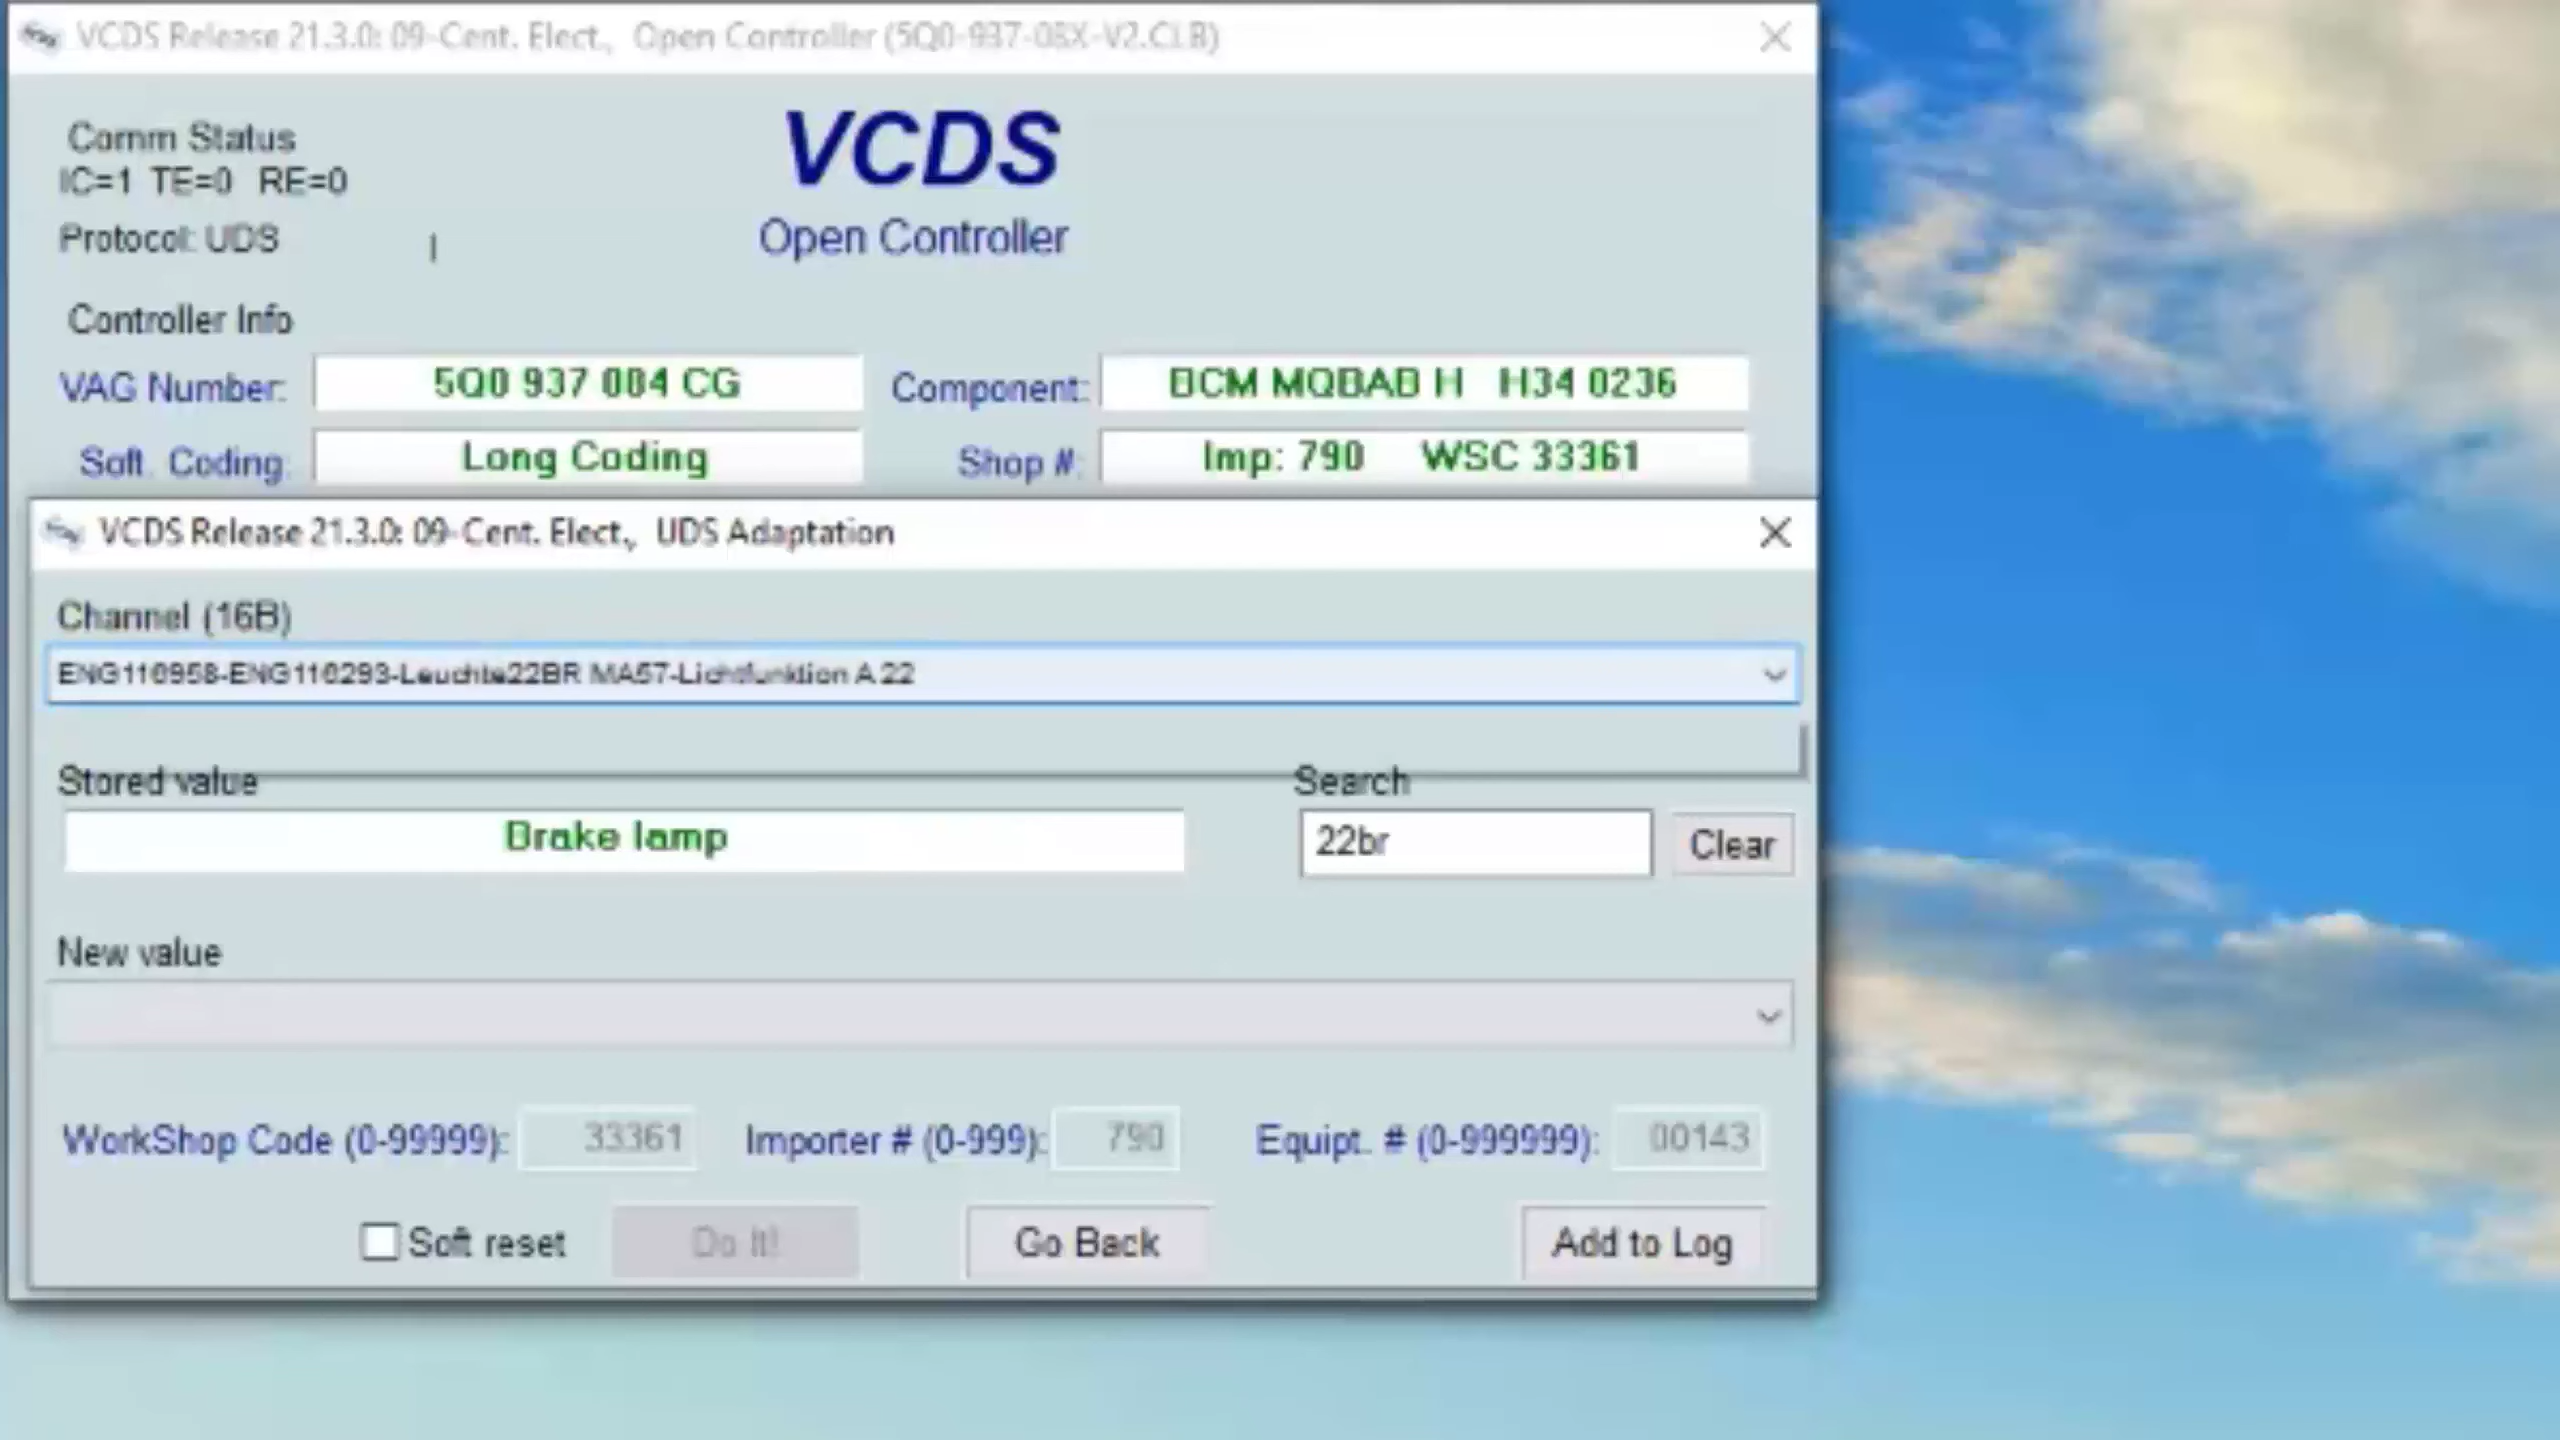 VCDS Release 21.3.0: 09-Cent. Elect., Open Controller (5Q0-937-08X-V2.CLB)
Comm Status
IC=1 TE=0 RE=0
Protocol: UDS
VCDS
Open Controller
Controller Info
VAG Number: 5Q0 937 084 CG Component: BCM MQBAB H H34 0236
Soft. Coding: Long Coding Shop #: Imp: 790 WSC 33361
VCDS Release 21.3.0: 09-Cent. Elect., UDS Adaptation
Channel (16B)
ENG116958-ENG116293-Leuchte22BR MA57-Lichtfunktion A 22
Stored value
Search
Brake lamp
22br
Clear
New value
WorkShop Code (0-99999): 33361 Importer # (0-999): 790 Equipt. # (0-999999): 00143
Soft reset
Do It!
Go Back
Add to Log